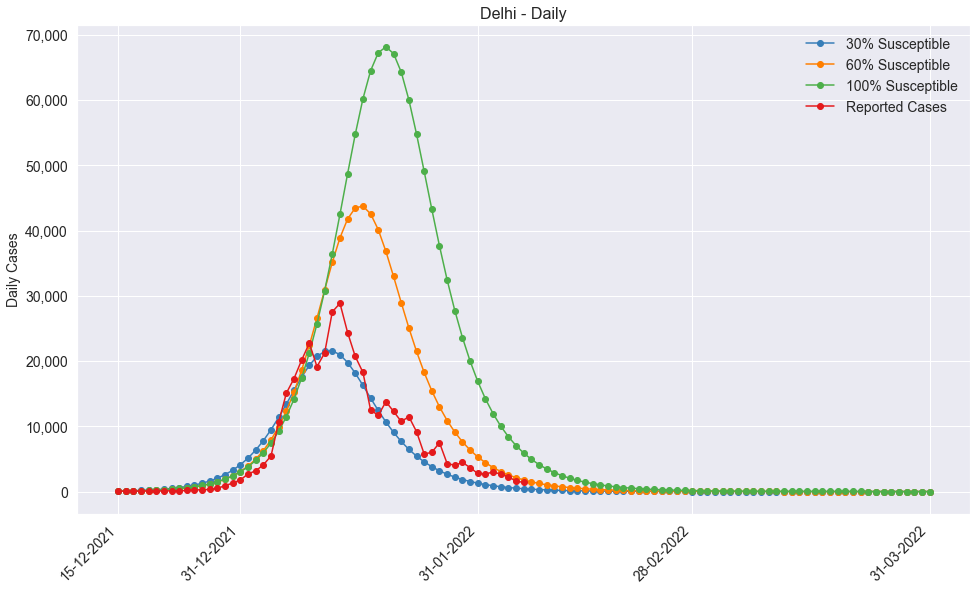 Delhi - Daily
70,000
60,000
50,000
40,000
30,000
20,000
10,000
0
Daily Cases
30% Susceptible
60% Susceptible
100% Susceptible
Reported Cases
15-12-2021
31-12-2021
31-01-2022
28-02-2022
31-03-2022